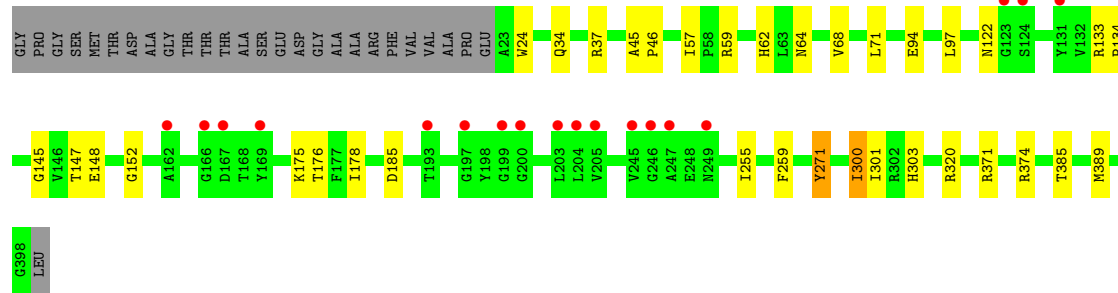 GLY PRO GLY SER MET THR ASP ALA GLY THR THR THR ALA SER GLU ASP GLY ALA ALA ARG PHE VAL VAL ALA PRO GLU A23 W24 Q34 R37 A45 P46 I57 P58 R59 H62 L63 N64 V68 L71 E94 L97 N122 G123 S124 Y131 V132 R133
G145 V146 T147 E148 G152 A162 G166 D167 T168 Y169 K175 T176 F177 I178 D185 T193 G197 Y198 G199 G200 L203 L204 V205 V245 G246 A247 E248 N249 I255 F259 Y271 I300 I301 R302 H303 R320 R371 R374 T385 M389
G398 LEU